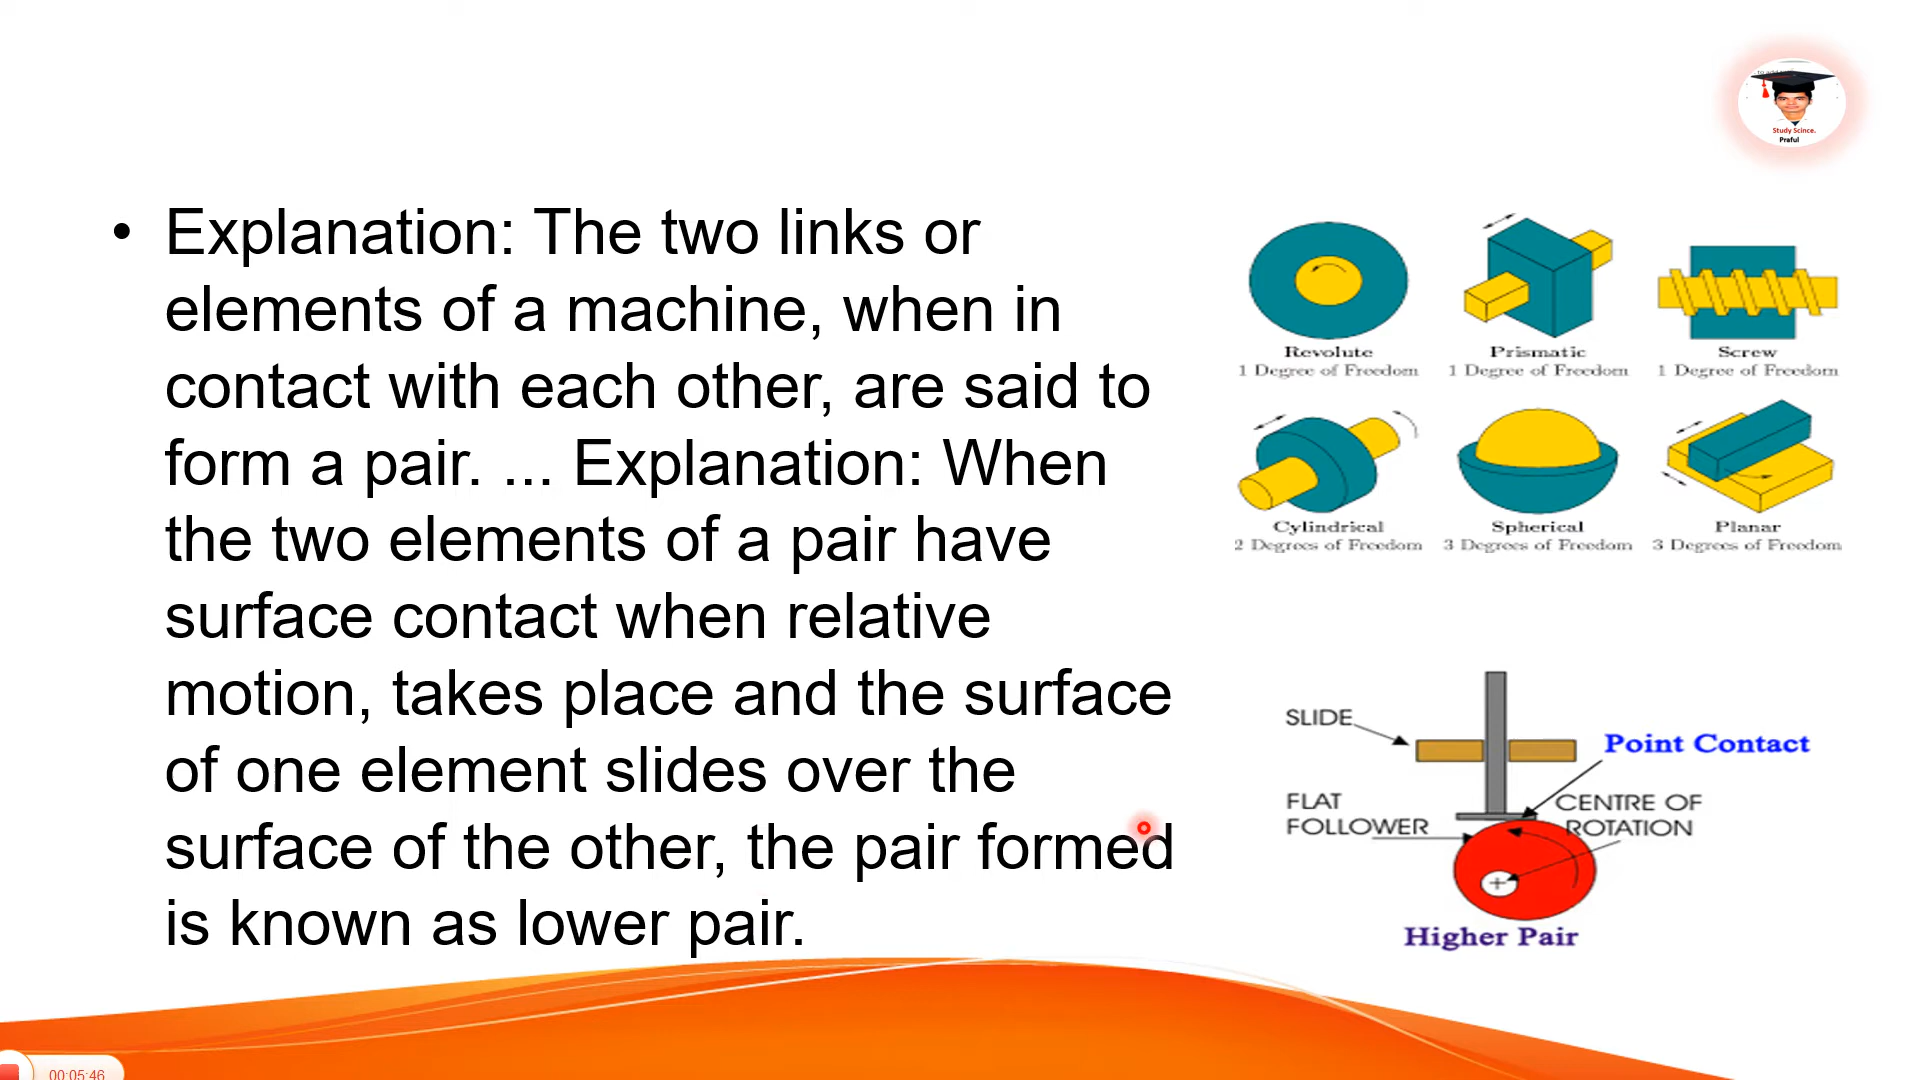 Study Scince.
Praful
• Explanation: The two links or
elements of a machine, when in
contact with each other, are said to
form a pair. ... Explanation: When
the two elements of a pair have
surface contact when relative
motion, takes place and the surface
of one element slides over the
surface of the other, the pair formed
is known as lower pair.
Revolute
1 Degree of Freedom
Prismatic
1 Degree of Freedom
Screw
1 Degree of Freedom
Cylindrical
2 Degrees of Freedom
Spherical
3 Degrees of Freedom
Planar
3 Degrees of Freedom
SLIDE
Point Contact
FLAT
FOLLOWER
CENTRE OF
ROTATION
Higher Pair
00:05:46